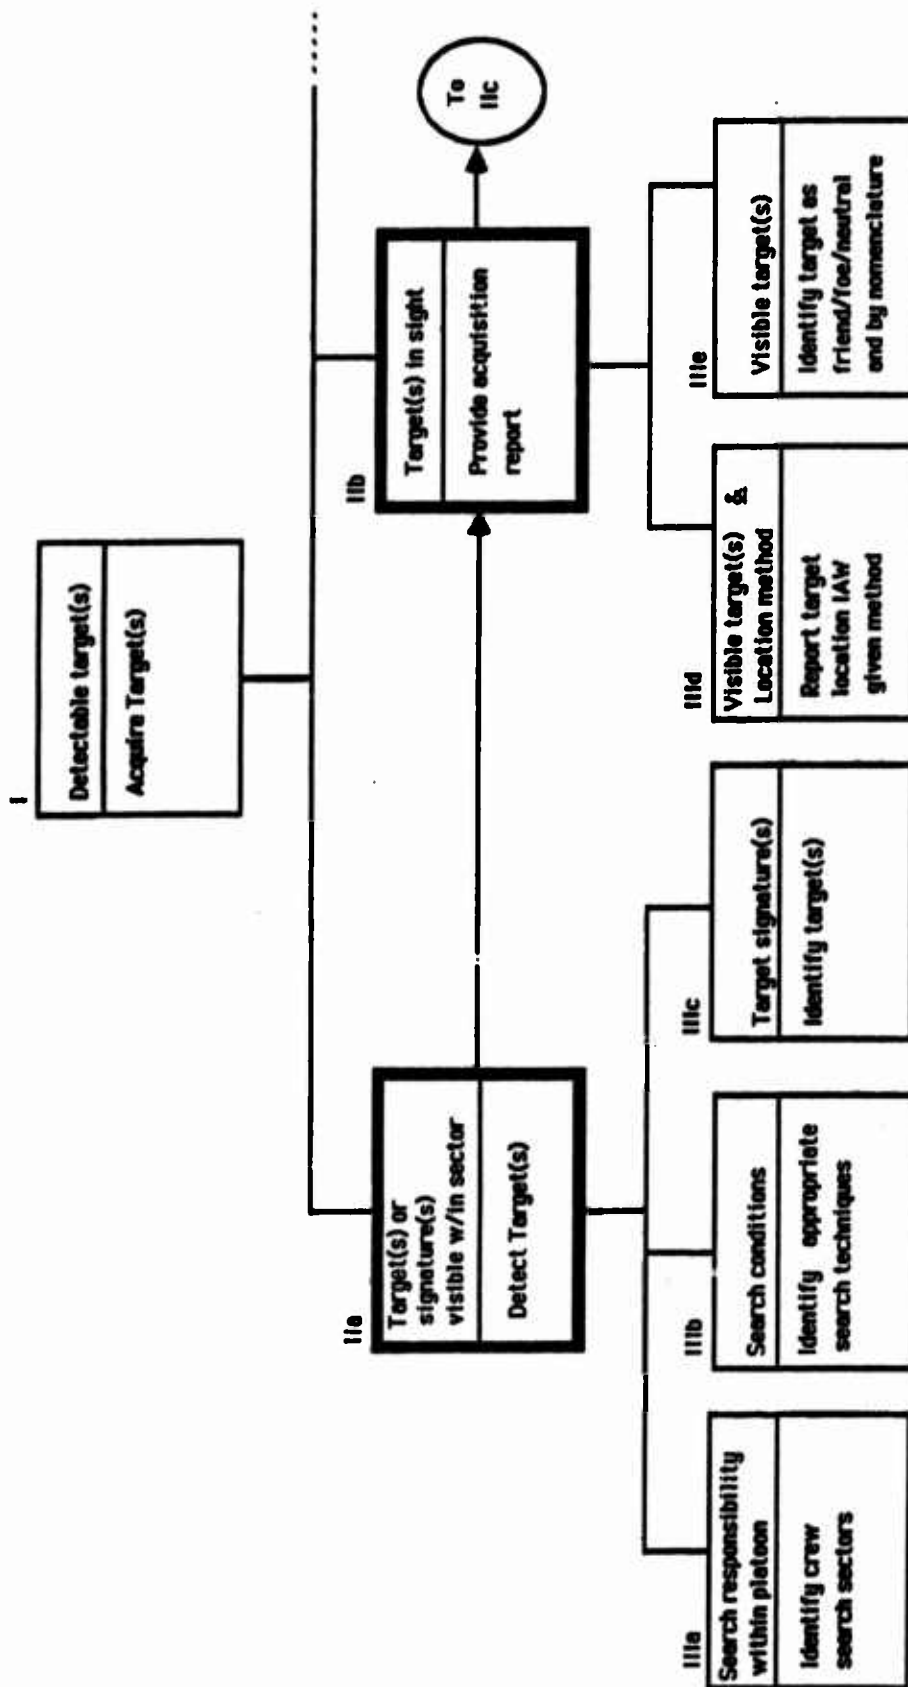 I
Detectable target(s)
Acquire Target(s)
IIa
Target(s) or
signature(s)
visible w/in sector
Detect Target(s)
IIb
Target(s) in sight
Provide acquisition
report
To
IIc
IIIa
Search responsibility
within platoon
Identify crew
search sectors
IIIb
Search conditions
Identify appropriate
search techniques
IIIc
Target signature(s)
Identify target(s)
IIId
Visible target(s) &
Location method
Report target
location IAW
given method
IIIe
Visible target(s)
Identify target as
friend/foe/neutral
and by nomenclature